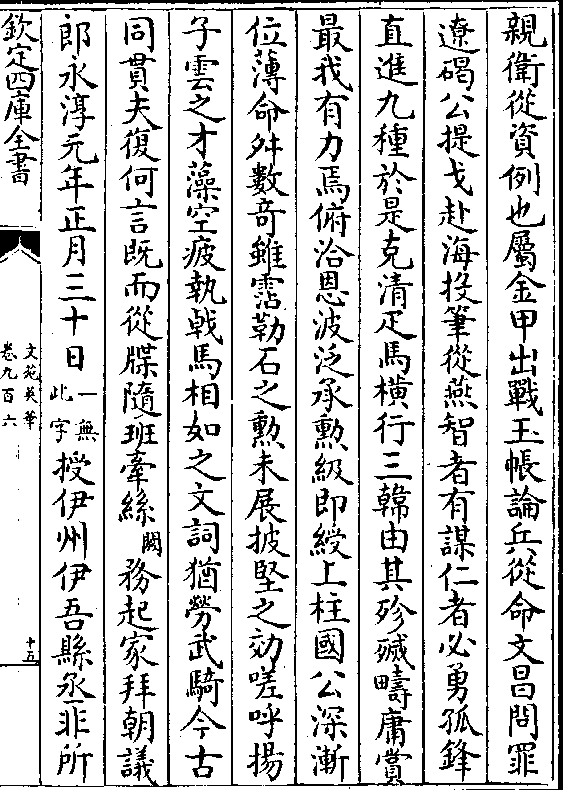 親衛從資例也屬金甲出戰玉帳論兵從命文昌問罪
遼碣公提戈赴海投筆從燕智者有謀仁者必勇孤鋒
直進九種於是克清疋馬横行三韓由其殄滅疇庸賞
最我有力焉俯洽恩波泛承勲級即綬上柱國公深漸
位薄命舛數竒雖霑勒石之勲未展披堅之効嗟呼揚
子雲之才藻空疲執戟馬相如之文詞猶勞武騎今古
同貫夫復何言既而從牒隨班牽絲闕務起家拜朝議
郎永淳元年正月三十日一無此字授伊州伊吾縣丞非所
欽定四庫全書
文苑英華
卷九百六
十五